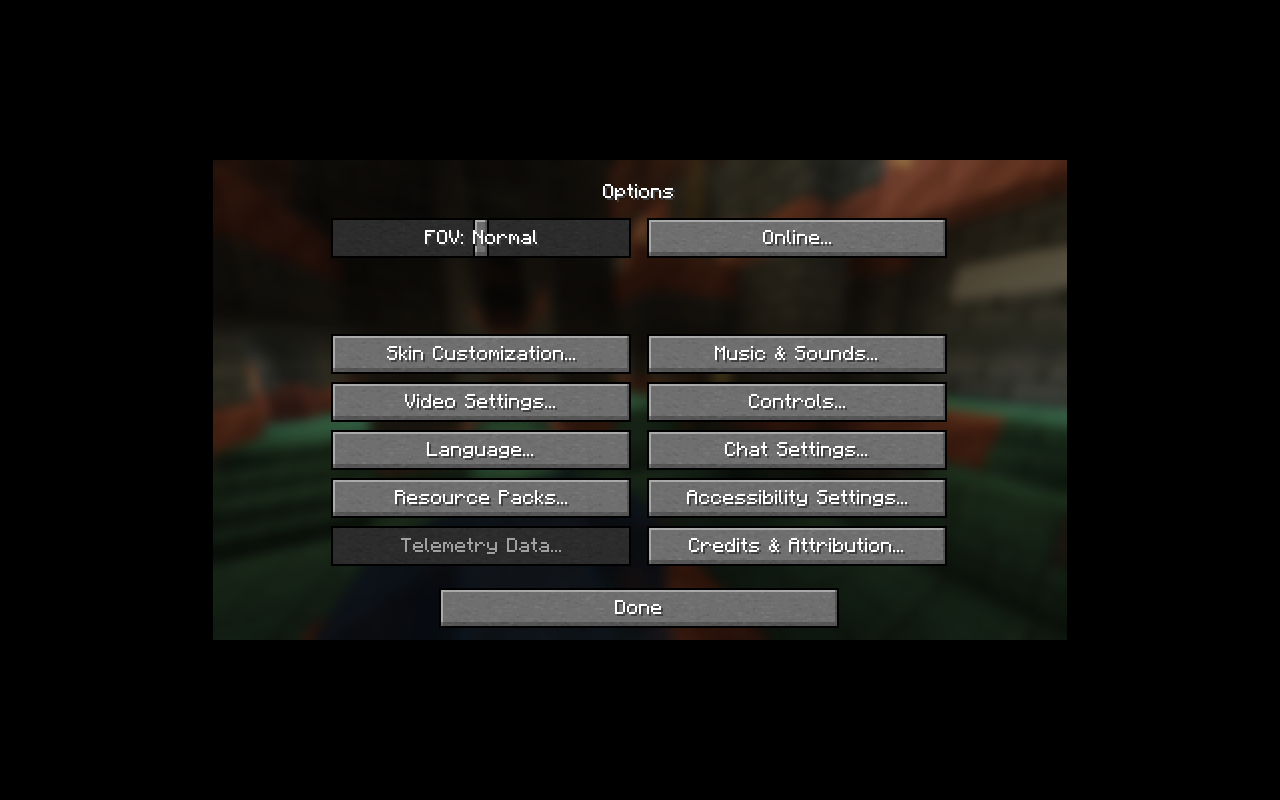 Options
FOV: Normal
Online...
Skin Customization...
Music & Sounds...
Video Settings...
Controls...
Language...
Chat Settings...
Resource Packs...
Accessibility Settings...
Telemetry Data...
Credits & Attribution...
Done